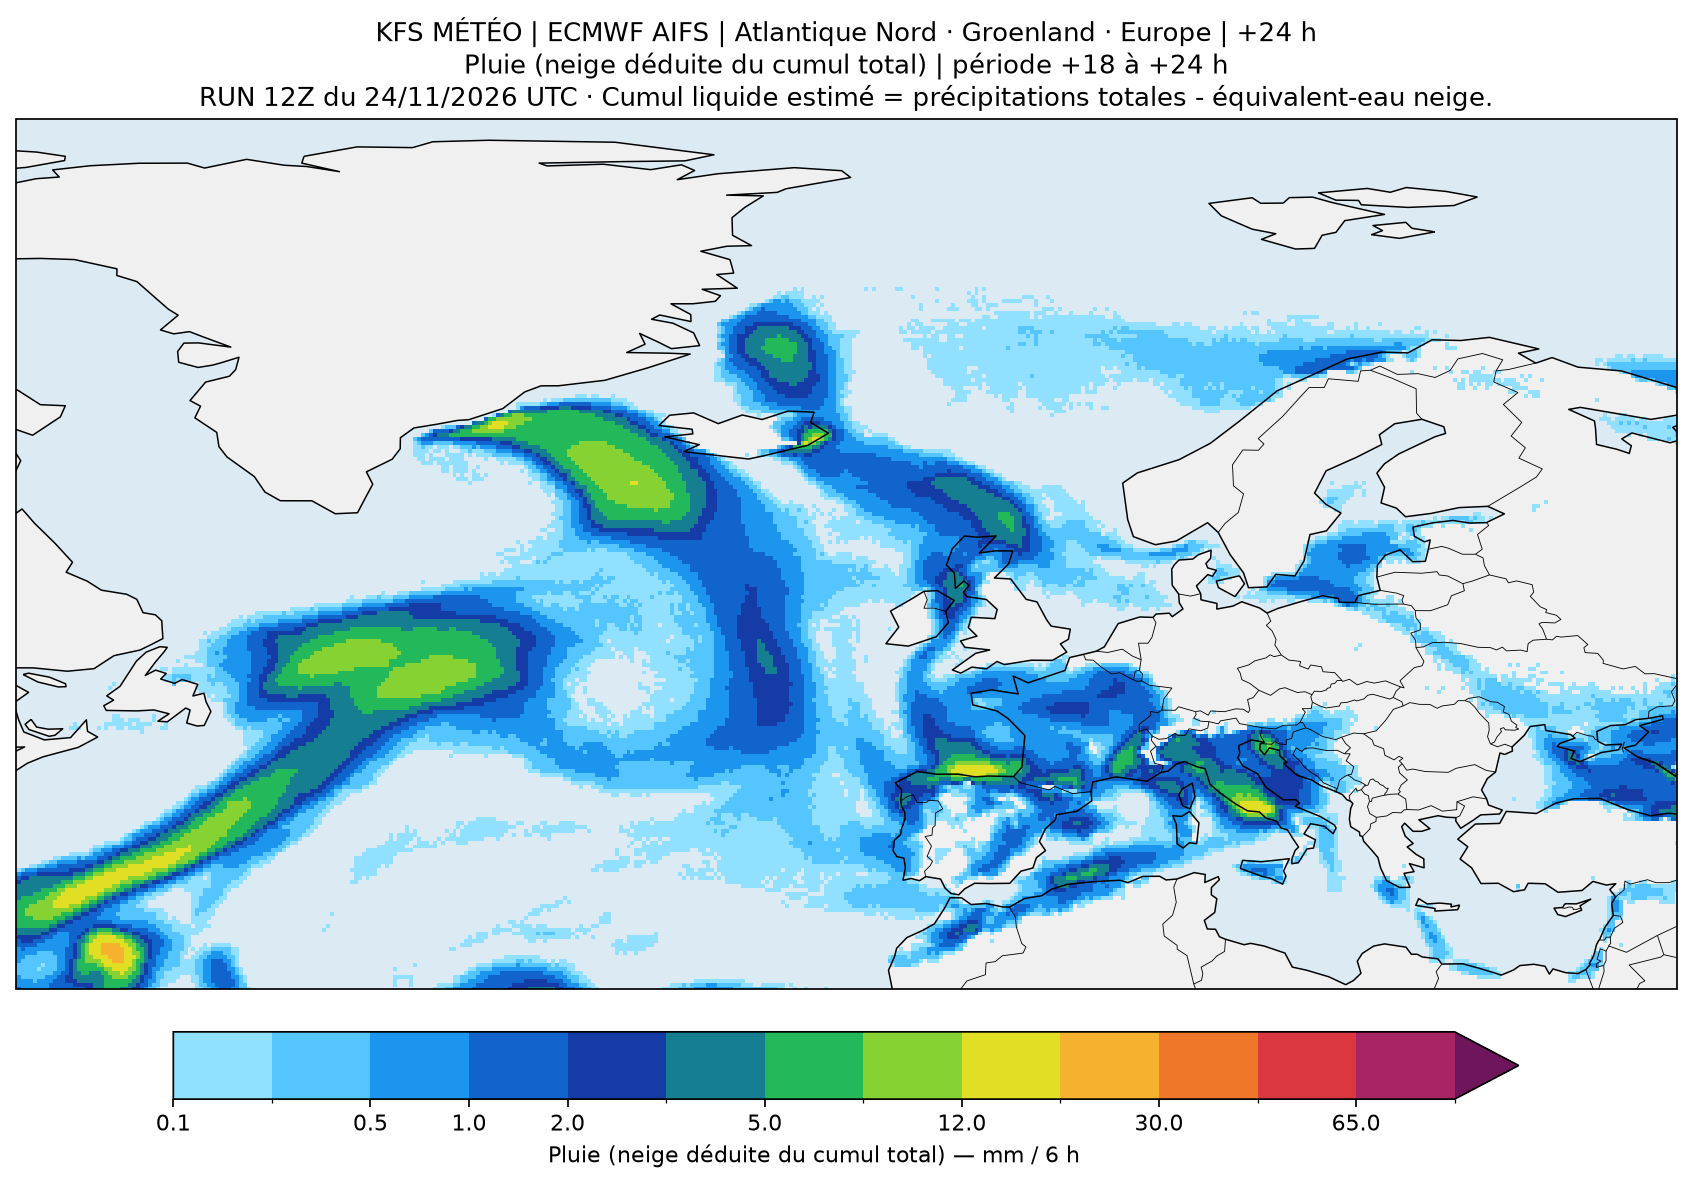 KFS MÉTÉO | ECMWF AIFS | Atlantique Nord · Groenland · Europe | +24 h
Pluie (neige déduite du cumul total) | période +18 à +24 h
RUN 12Z du 24/11/2026 UTC · Cumul liquide estimé = précipitations totales - équivalent-eau neige.
0.1 0.5 1.0 2.0 5.0 12.0 30.0 65.0
Pluie (neige déduite du cumul total) — mm / 6 h